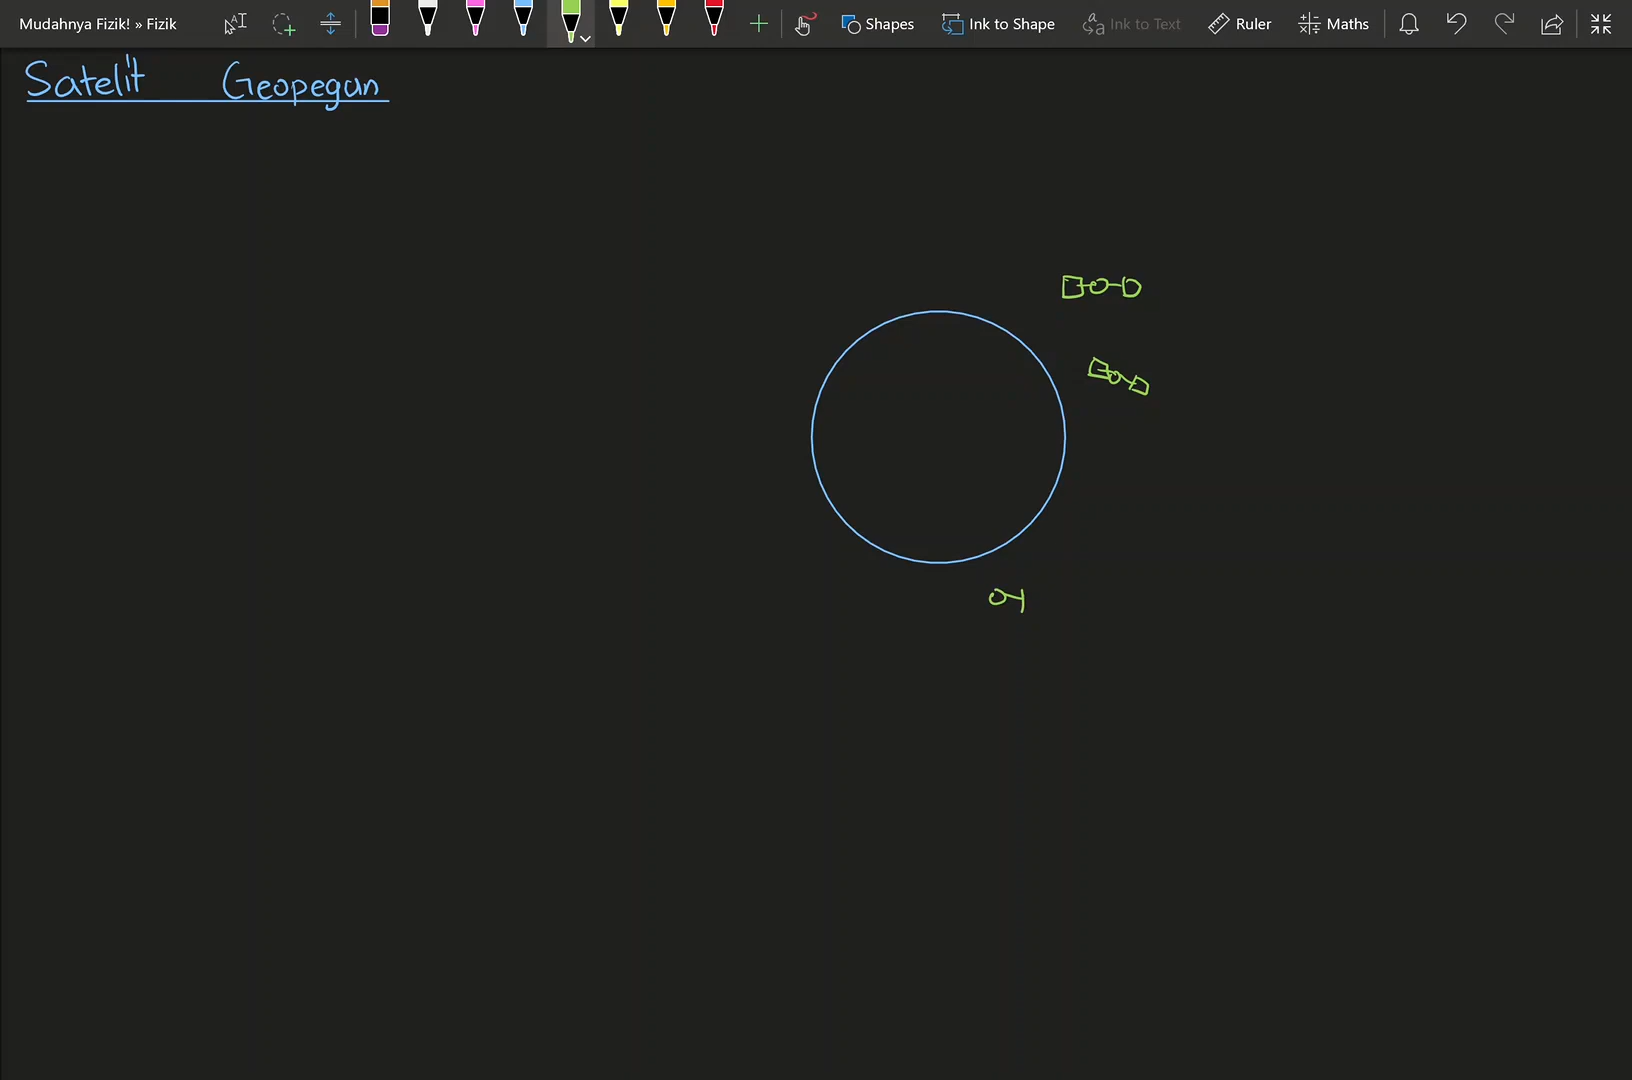 Mudahnya Fizik! » Fizik Shapes Ink to Shape Ink to Text Ruler Maths
Satelit Geopegun